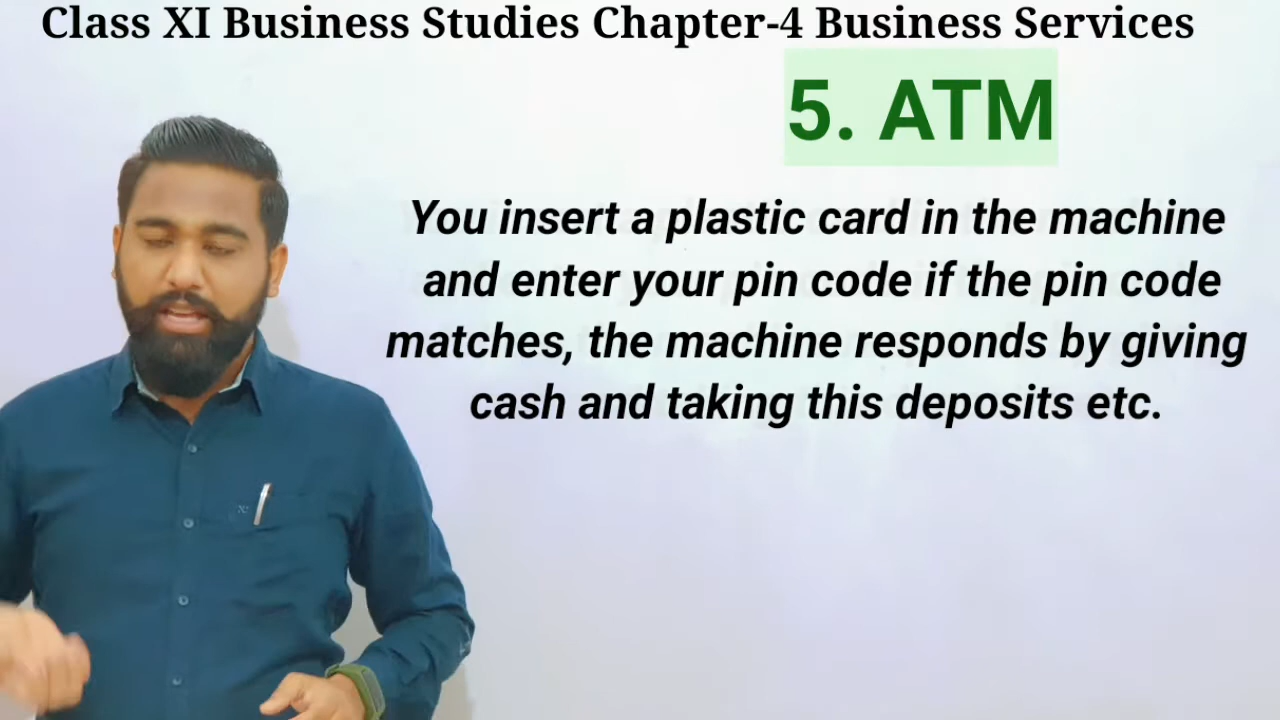 Class XI Business Studies Chapter-4 Business Services
5. ATM
You insert a plastic card in the machine
and enter your pin code if the pin code
matches, the machine responds by giving
cash and taking this deposits etc.